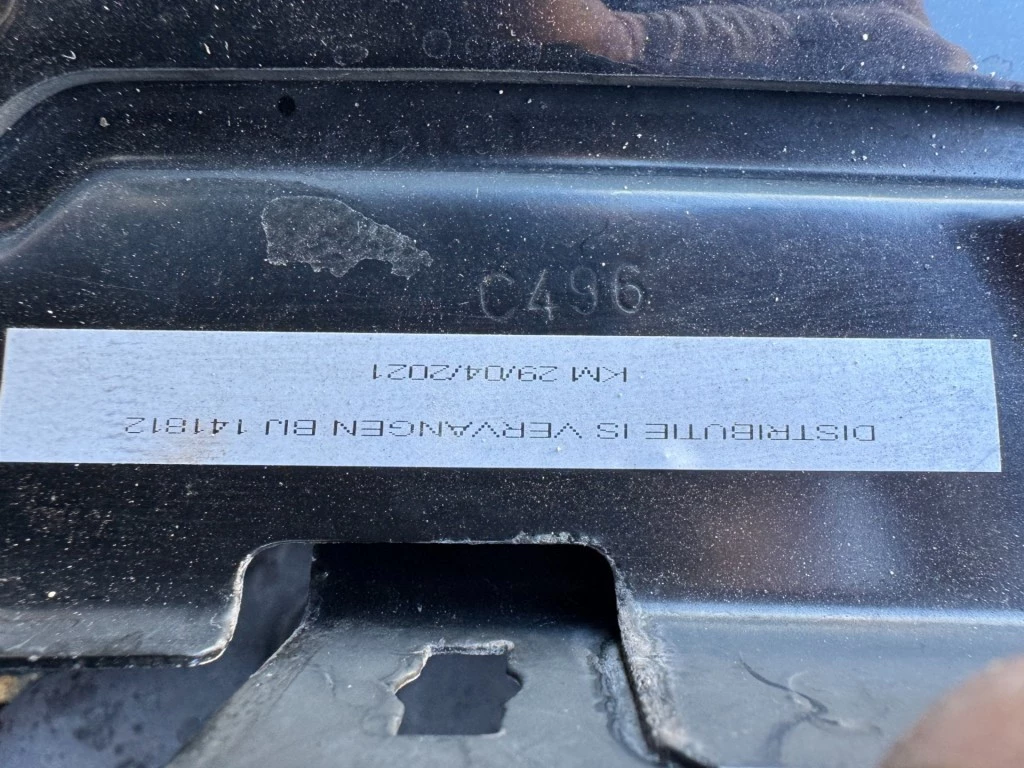 C496
DISTRIBUTIE IS VERVANGEN BIJ 141812
KM 29/04/2021